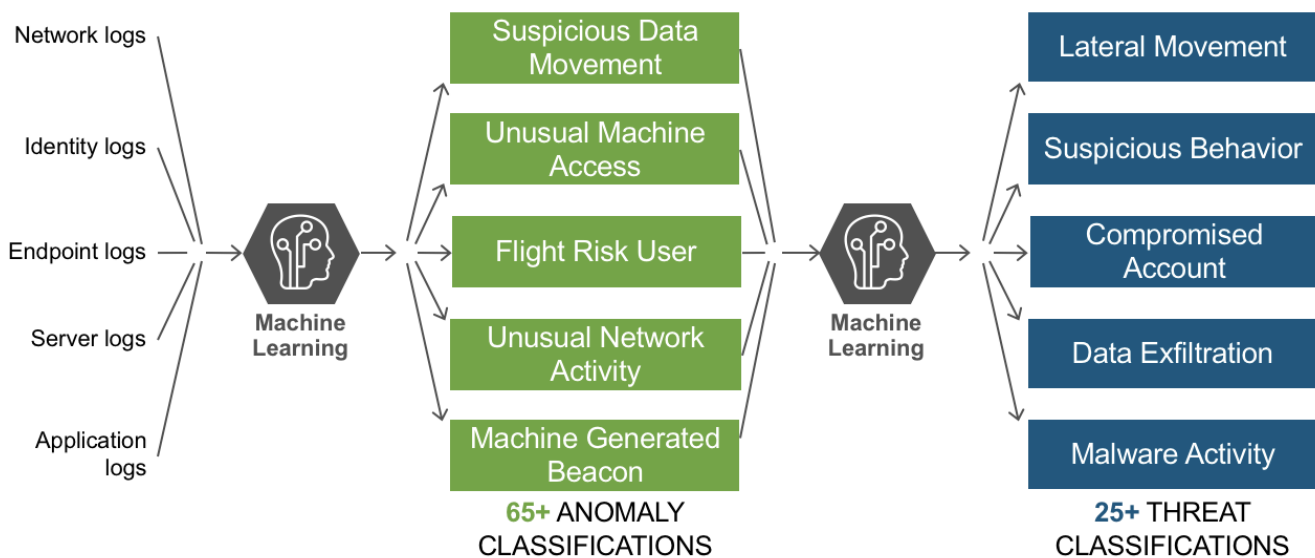 Network logs
Identity logs
Endpoint logs
Server logs
Application
logs
Machine
Learning
Suspicious Data
Movement
Unusual Machine
Access
Flight Risk User
Unusual Network
Activity
Machine Generated
Beacon
65+ ANOMALY
CLASSIFICATIONS
Machine
Learning
Lateral Movement
Suspicious Behavior
Compromised
Account
Data Exfiltration
Malware Activity
25+ THREAT
CLASSIFICATIONS